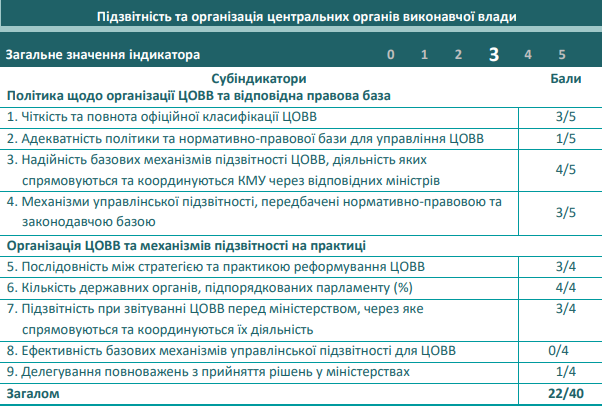 Підзвітність та організація центральних органів виконавчої влади
Загальне значення індикатора 0 1 2 3 4 5
Субіндикатори Бали
Політика щодо організації ЦОВВ та відповідна правова база
1. Чіткість та повнота офіційної класифікації ЦОВВ 3/5
2. Адекватність політики та нормативно-правової бази для управління ЦОВВ 1/5
3. Надійність базових механізмів підзвітності ЦОВВ, діяльність яких
спрямовуються та координуються КМУ через відповідних міністрів 4/5
4. Механізми управлінської підзвітності, передбачені нормативно-правовою та
законодавчою базою 3/5
Організація ЦОВВ та механізмів підзвітності на практиці
5. Послідовність між стратегією та практикою реформування ЦОВВ 3/4
6. Кількість державних органів, підпорядкованих парламенту (%) 4/4
7. Підзвітність при звітуванні ЦОВВ перед міністерством, через яке 3/4
спрямовуються та координуються їх діяльність
8. Ефективність базових механізмів управлінської підзвітності для ЦОВВ 0/4
9. Делегування повноважень з прийняття рішень у міністерствах 1/4
Загалом 22/40